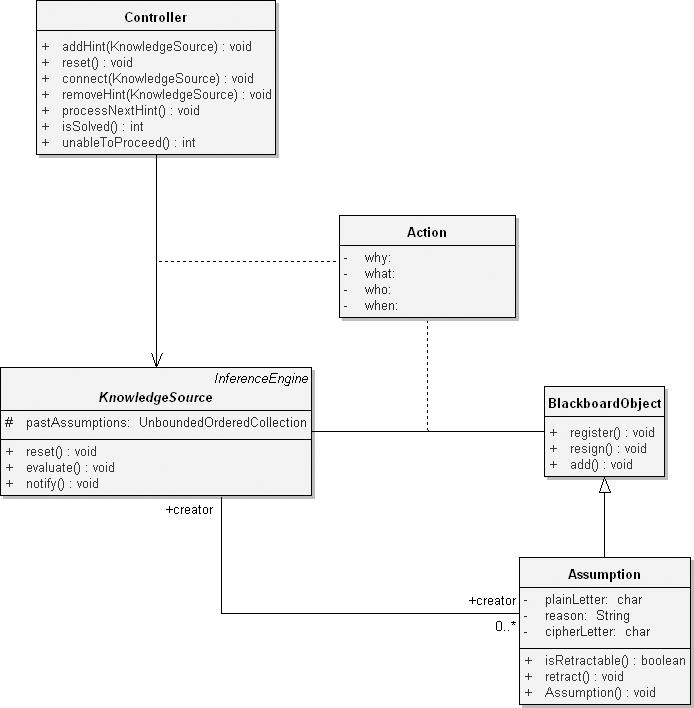 Controller
+ addHint(KnowledgeSource) : void
+ reset() : void
+ connect(KnowledgeSource) : void
+ removeHint(KnowledgeSource) : void
+ processNextHint() : void
+ isSolved() : int
+ unableToProceed() : int
Action
- why:
- what:
- who:
- when:
InferenceEngine
KnowledgeSource
# pastAssumptions: UnboundedOrderedCollection
+ reset() : void
+ evaluate() : void
+ notify() : void
BlackboardObject
+ register() : void
+ resign() : void
+ add() : void
+creator
+creator
0..*
Assumption
- plainLetter: char
- reason: String
- cipherLetter: char
+ isRetractable() : boolean
+ retract() : void
+ Assumption() : void